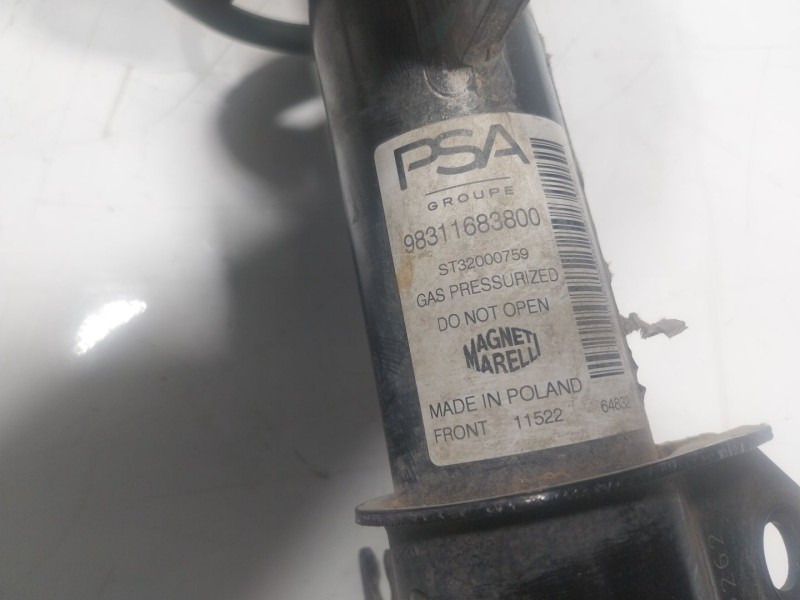 PSA
GROUPE
98311683800
ST32000759
GAS PRESSURIZED
DO NOT OPEN
MAGNETI
MARELLI
MADE IN POLAND
FRONT 11522 64832